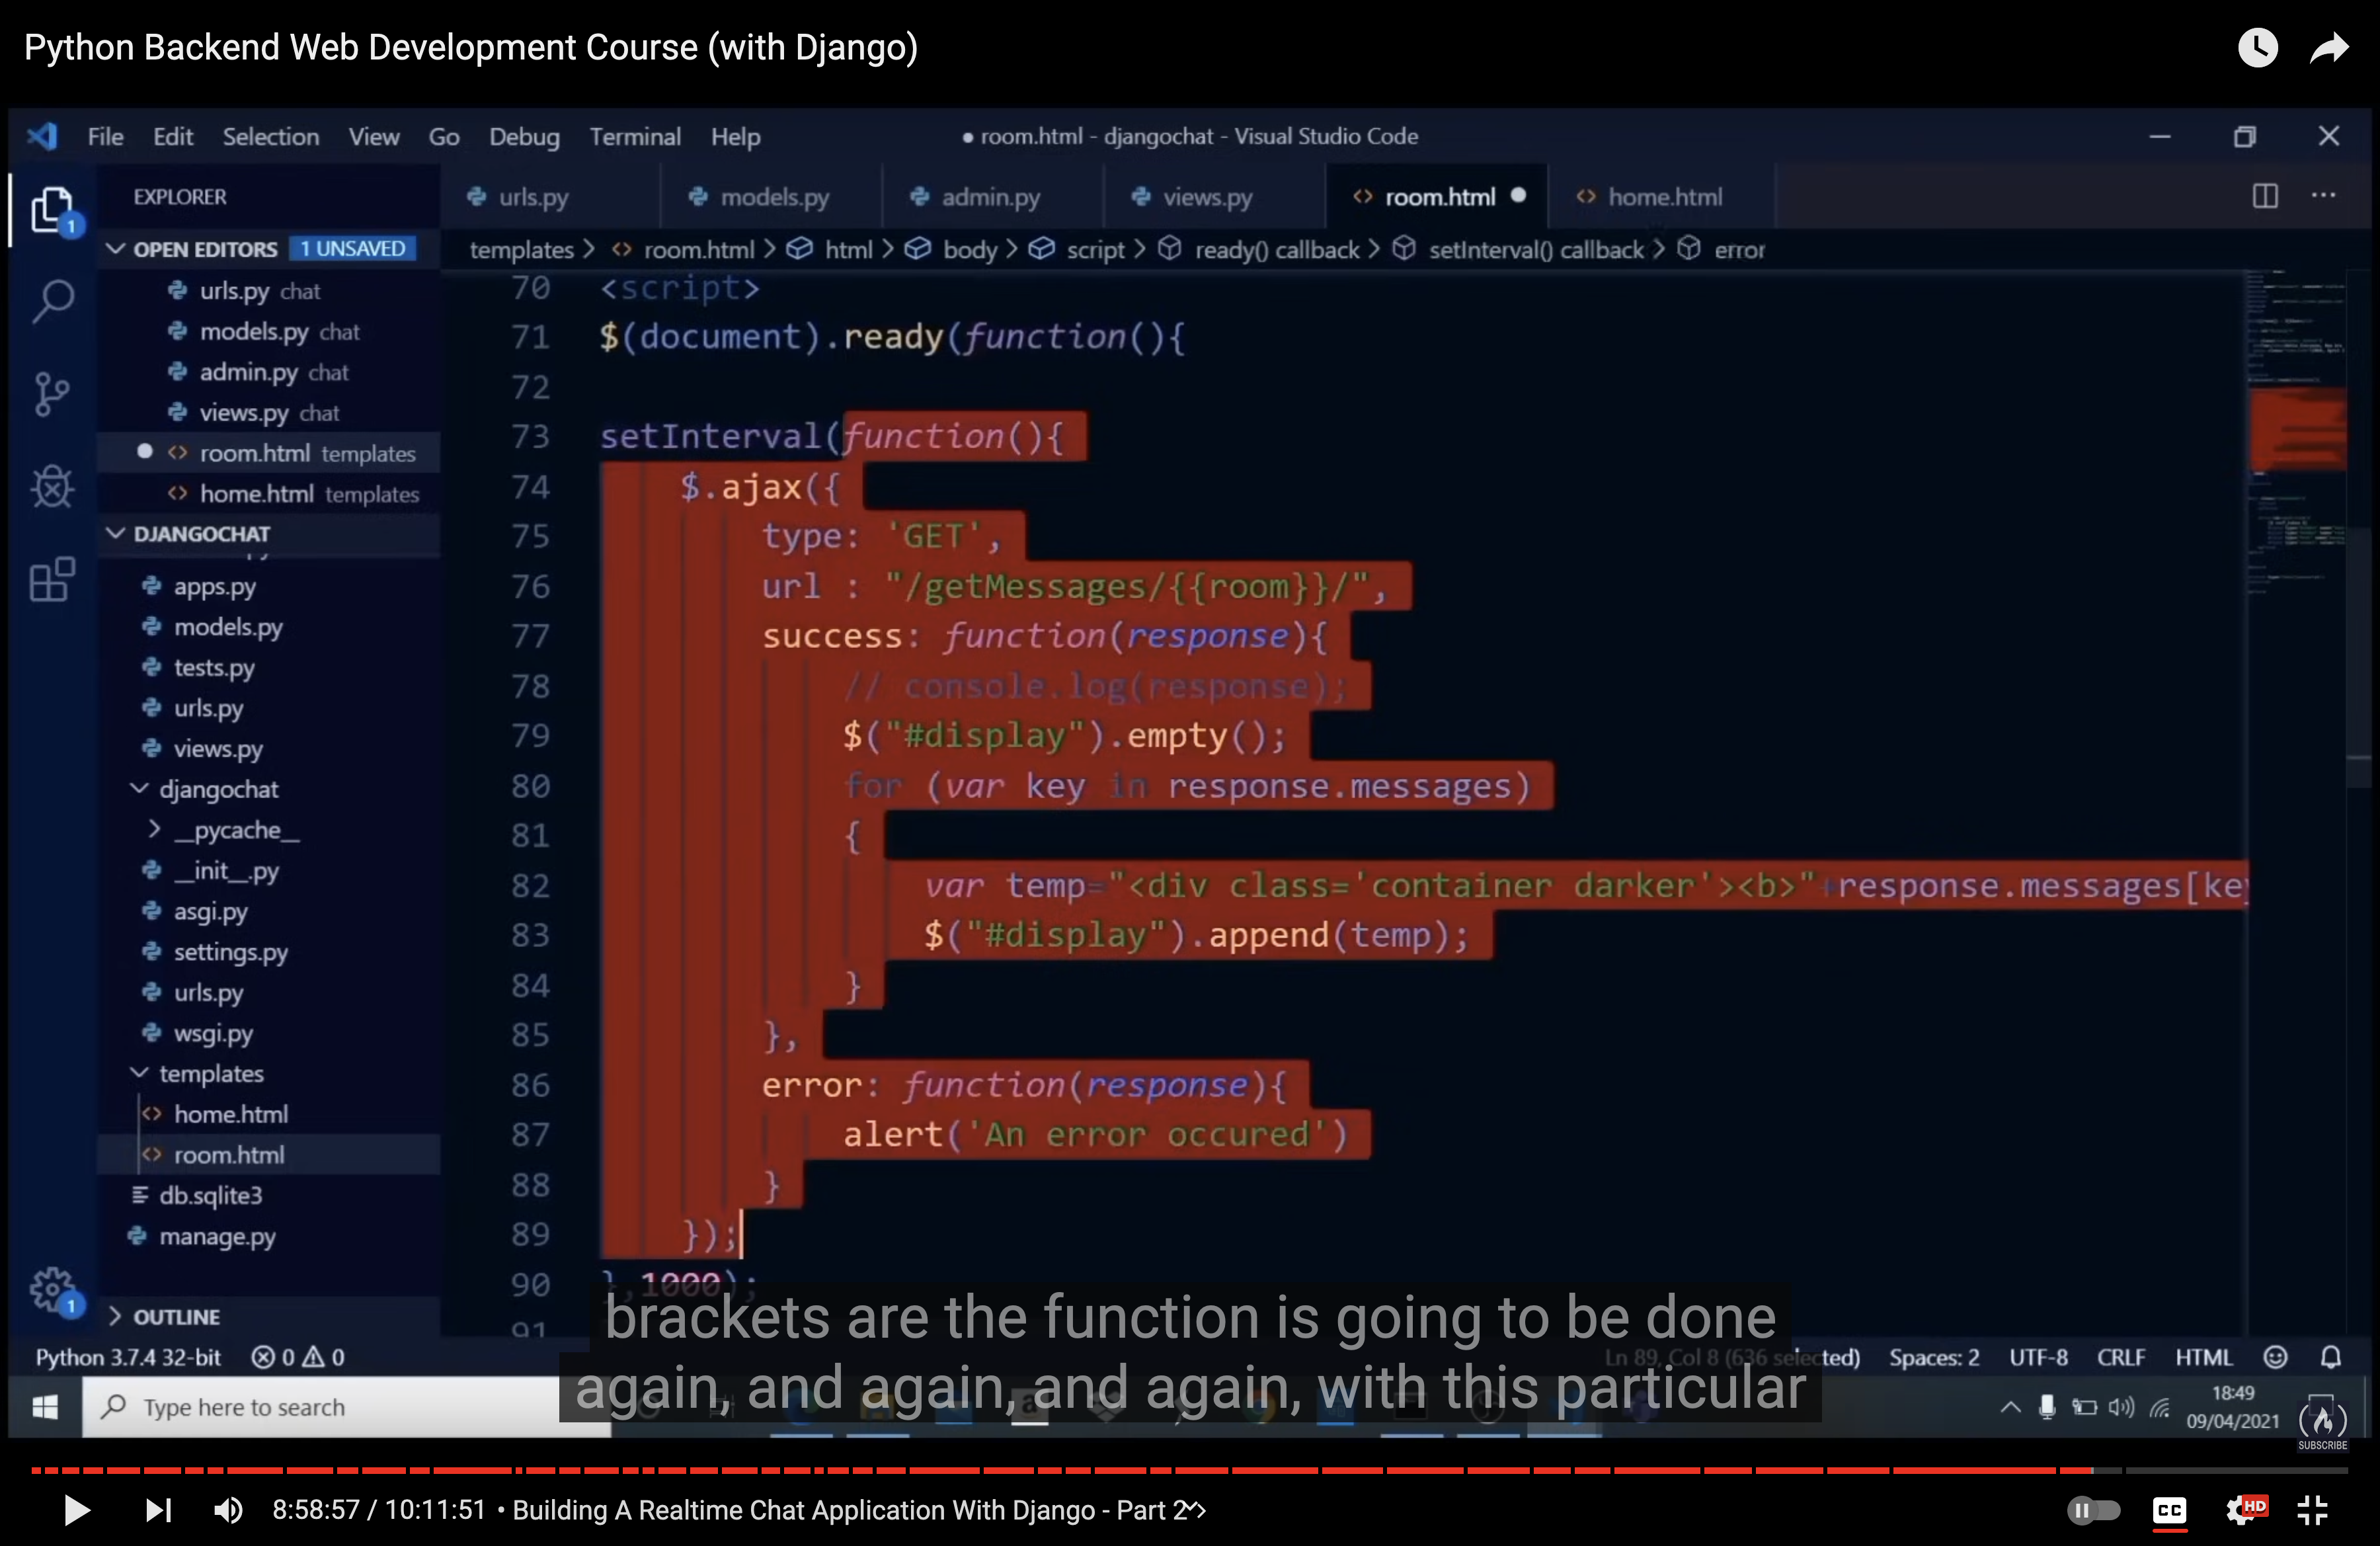 Python Backend Web Development Course (with Django)
File Edit Selection View Go Debug Terminal Help
● room.html - djangochat - Visual Studio Code
EXPLORER
urls.py models.py admin.py views.py room.html home.html
OPEN EDITORS 1 UNSAVED
templates > room.html > html > body > script > ready() callback > setInterval() callback > error
urls.py chat
models.py chat
admin.py chat
views.py chat
room.html templates
home.html templates
DJANGOCHAT
apps.py
models.py
tests.py
urls.py
views.py
djangochat
__pycache__
__init__.py
asgi.py
settings.py
urls.py
wsgi.py
templates
home.html
room.html
db.sqlite3
manage.py
OUTLINE
70 <script>
71 $(document).ready(function(){
72
73 setInterval(function(){
74 $.ajax({
75 type: 'GET',
76 url : "/getMessages/{{room}}/",
77 success: function(response){
78 // console.log(response);
79 $("#display").empty();
80 for (var key in response.messages)
81 {
82 var temp="<div class='container darker'><b>"+response.messages[key
83 $("#display").append(temp);
84 }
85 },
86 error: function(response){
87 alert('An error occured')
88 }
89 });
90 },1000);
91
brackets are the function is going to be done
again, and again, and again, with this particular
Python 3.7.4 32-bit 0 0
Ln 89, Col 8 (636 selected) Spaces: 2 UTF-8 CRLF HTML
Type here to search
18:49
09/04/2021
SUBSCRIBE
8:58:57 / 10:11:51 • Building A Realtime Chat Application With Django - Part 2
CC HD